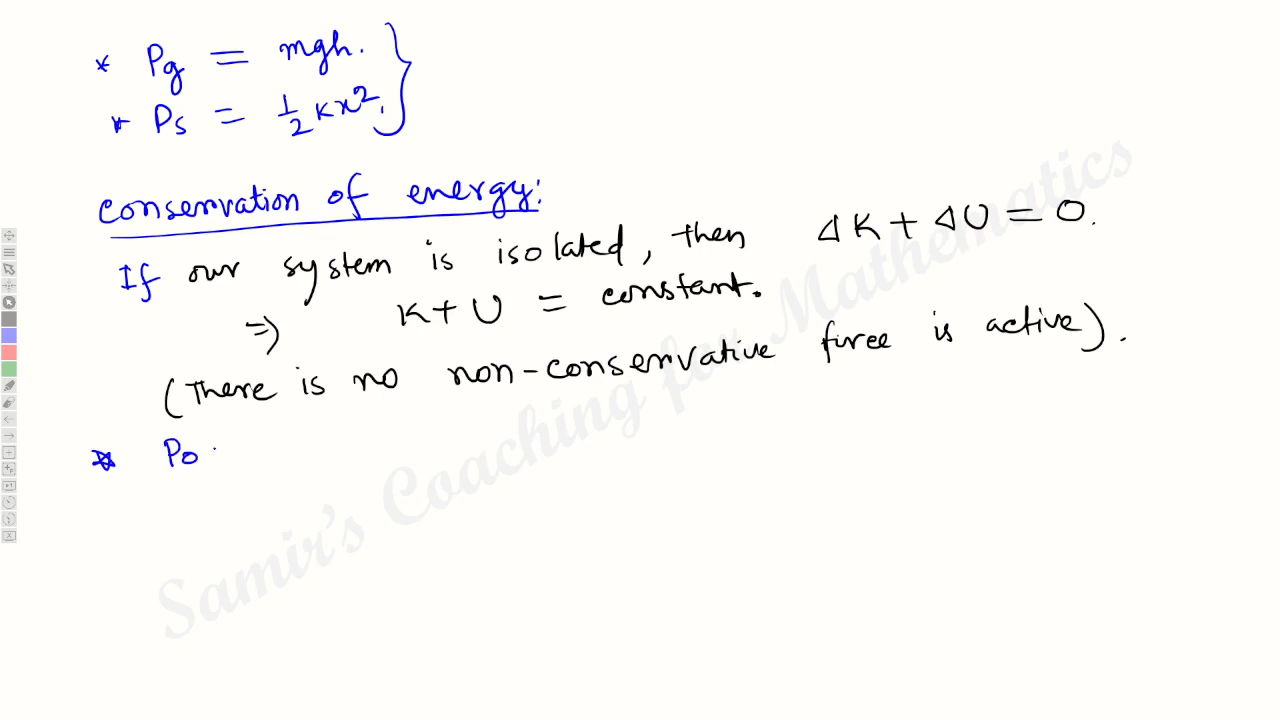 * Pg = mgh.
* Ps = 1/2 kx².
Conservation of energy:
If our system is isolated, then ΔK + ΔU = 0.
⇒ K + U = constant.
(There is no non-conservative force is active).
* Po
Samir's Coaching for Mathematics